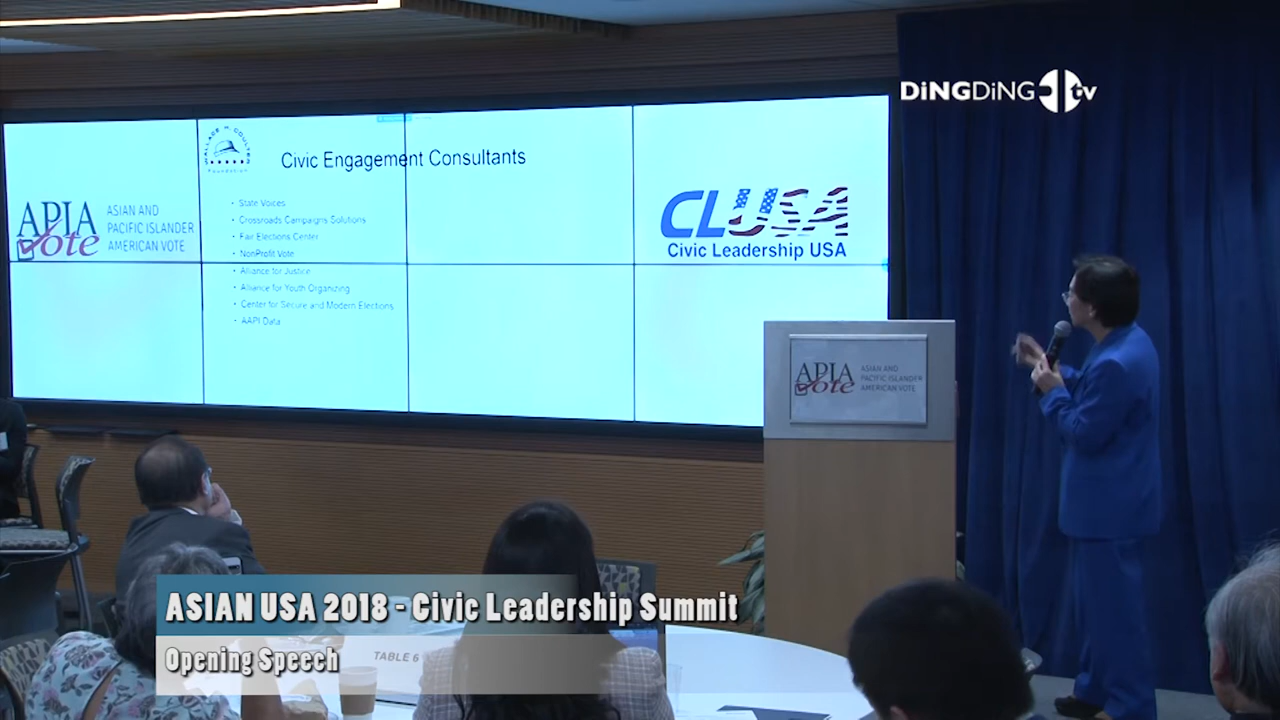 DiNGDiNG tv
WALLACE H. COULTER
Foundation
Civic Engagement Consultants
APIA
Vote
ASIAN AND
PACIFIC ISLANDER
AMERICAN VOTE
• State Voices
• Crossroads Campaigns Solutions
• Fair Elections Center
• NonProfit Vote
• Alliance for Justice
• Alliance for Youth Organizing
• Center for Secure and Modern Elections
• AAPI Data
CLUSA
Civic Leadership USA
APIA
Vote
ASIAN AND
PACIFIC ISLANDER
AMERICAN VOTE
ASIAN USA 2018 - Civic Leadership Summit
Opening Speech
TABLE 6